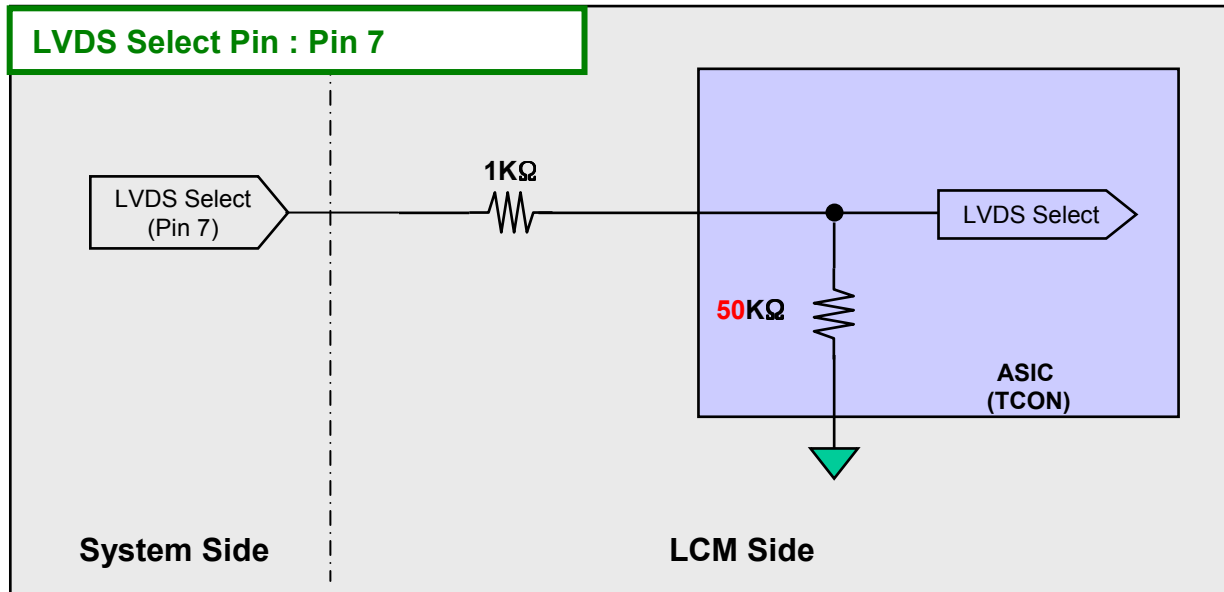 LVDS Select Pin : Pin 7
1KΩ
LVDS Select
(Pin 7)
LVDS Select
50KΩ
ASIC
(TCON)
System Side
LCM Side